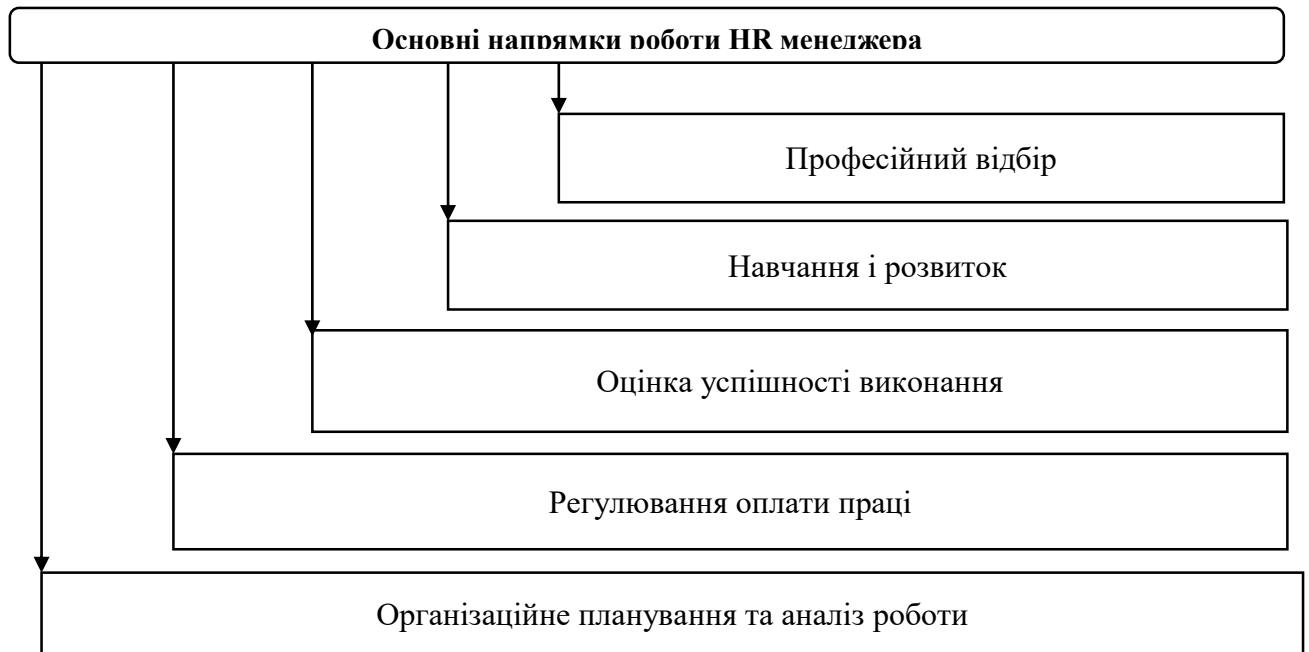 Основні напрямки роботи HR менеджера
Професійний відбір
Навчання і розвиток
Оцінка успішності виконання
Регулювання оплати праці
Організаційне планування та аналіз роботи